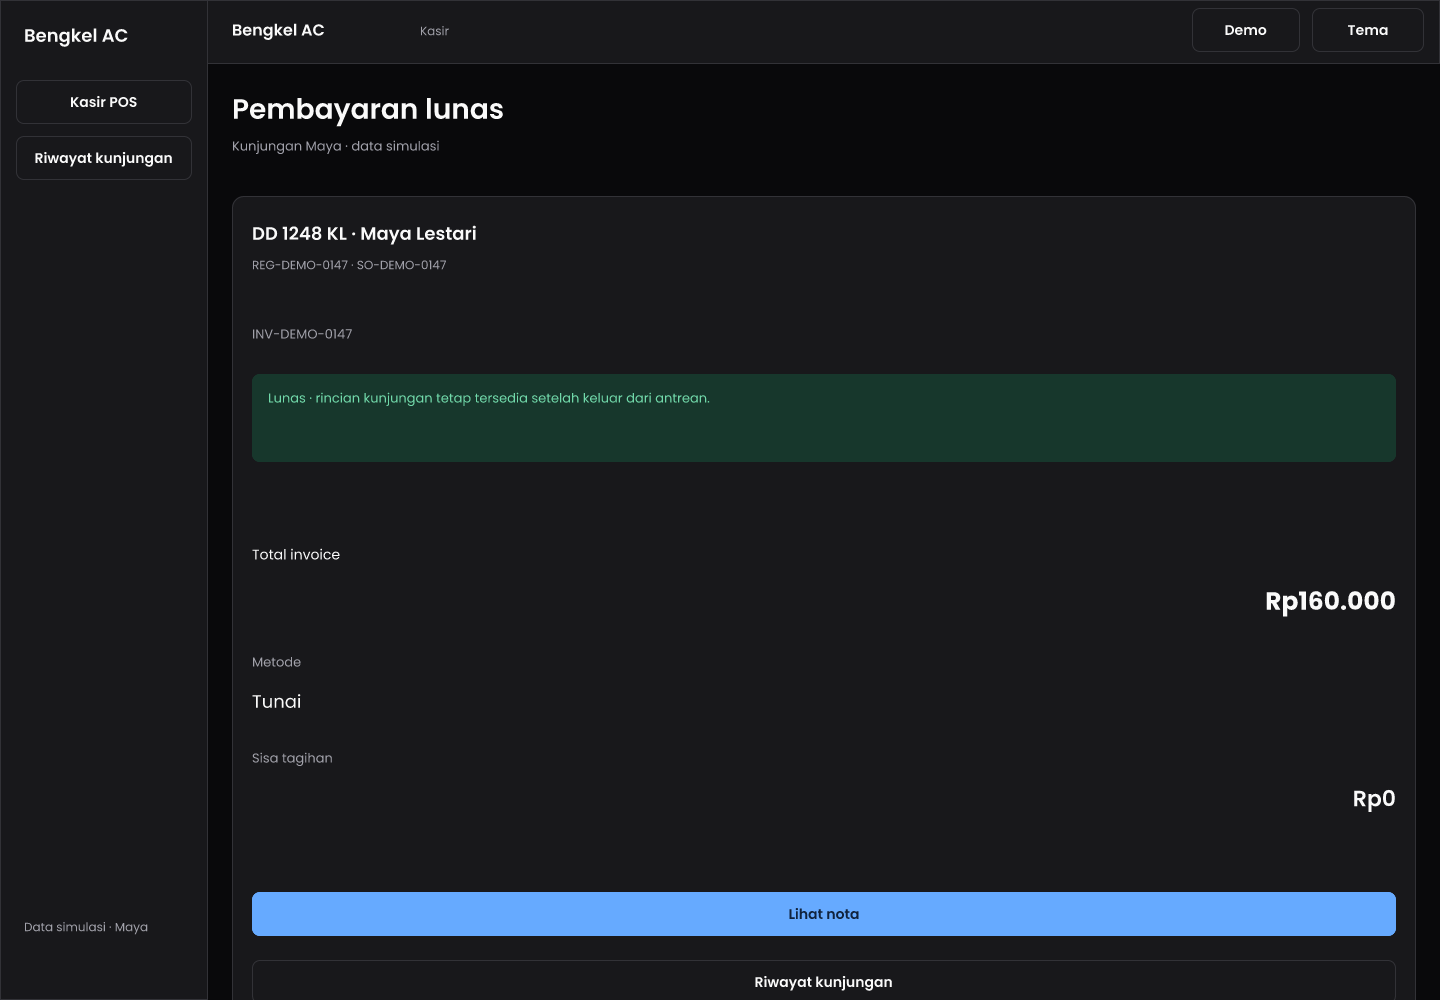 Bengkel AC
Kasir POS
Riwayat kunjungan
Data simulasi · Maya
Bengkel AC
Kasir
Demo
Tema
Pembayaran lunas
Kunjungan Maya · data simulasi
DD 1248 KL · Maya Lestari
REG-DEMO-0147 · SO-DEMO-0147
INV-DEMO-0147
Lunas · rincian kunjungan tetap tersedia setelah keluar dari antrean.
Total invoice
Rp160.000
Metode
Tunai
Sisa tagihan
Rp0
Lihat nota
Riwayat kunjungan